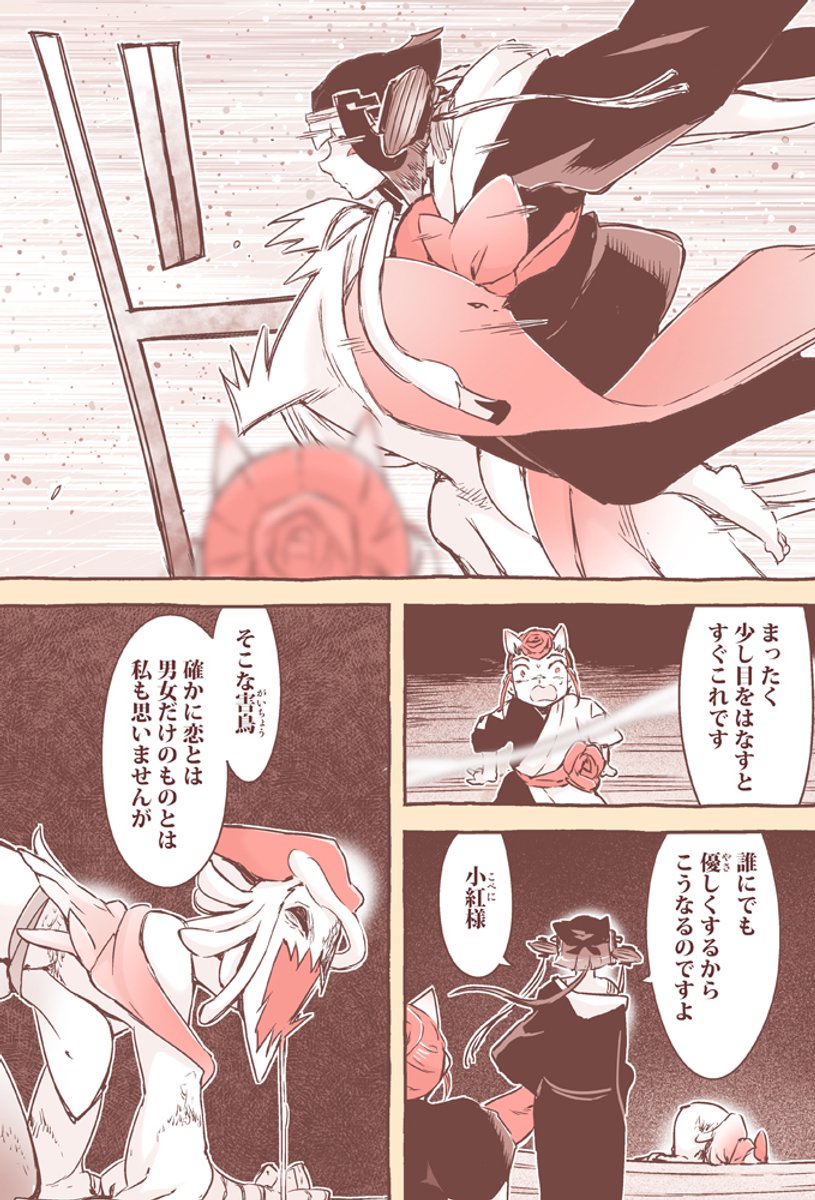 まったく
少し目をはなすと
すぐこれです
誰にでも
優しくするから
こうなるのですよ
小紅様
そこな害鳥
確かに恋とは
男女だけのものとは
私も思いませんが